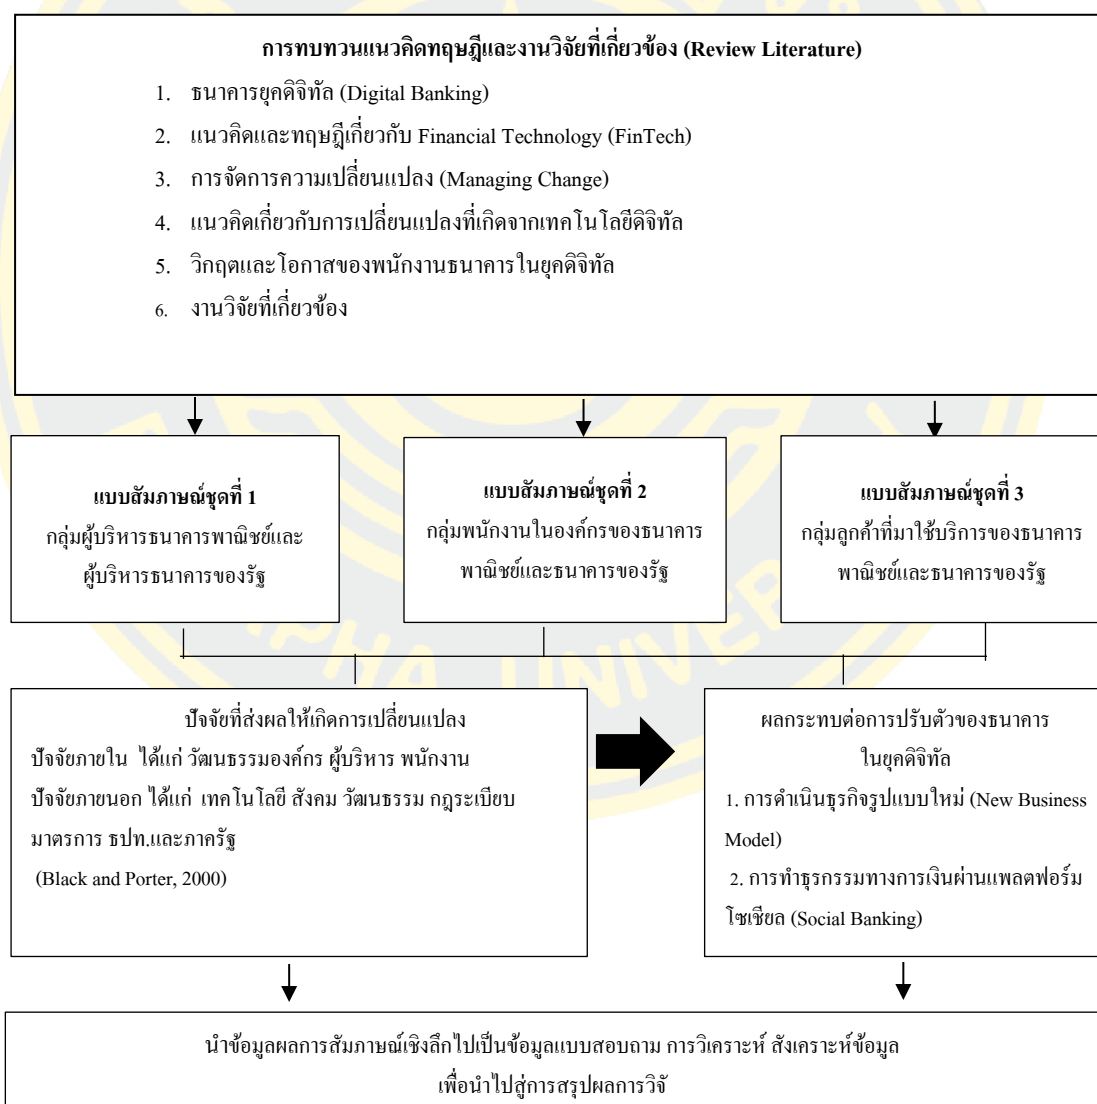 การทบทวนแนวคิดทฤษฎีและงานวิจัยที่เกี่ยวข้อง (Review Literature)
1. ธนาคารยุคดิจิทัล (Digital Banking)
2. แนวคิดและทฤษฎีเกี่ยวกับ Financial Technology (FinTech)
3. การจัดการความเปลี่ยนแปลง (Managing Change)
4. แนวคิดเกี่ยวกับการเปลี่ยนแปลงที่เกิดจากเทคโนโลยีดิจิทัล
5. วิกฤตและโอกาสของพนักงานธนาคารในยุคดิจิทัล
6. งานวิจัยที่เกี่ยวข้อง
แบบสัมภาษณ์ชุดที่ 1
กลุ่มผู้บริหารธนาคารพาณิชย์และ
ผู้บริหารธนาคารของรัฐ
แบบสัมภาษณ์ชุดที่ 2
กลุ่มพนักงานในองค์กรของธนาคาร
พาณิชย์และธนาคารของรัฐ
แบบสัมภาษณ์ชุดที่ 3
กลุ่มลูกค้าที่มาใช้บริการของธนาคาร
พาณิชย์และธนาคารของรัฐ
ปัจจัยที่ส่งผลให้เกิดการเปลี่ยนแปลง
ปัจจัยภายใน ได้แก่ วัฒนธรรมองค์กร ผู้บริหาร พนักงาน
ปัจจัยภายนอก ได้แก่ เทคโนโลยี สังคม วัฒนธรรม กฎระเบียบ
มาตรการ ธปท.และภาครัฐ
(Black and Porter, 2000)
ผลกระทบต่อการปรับตัวของธนาคาร
ในยุคดิจิทัล
1. การดำเนินธุรกิจรูปแบบใหม่ (New Business
Model)
2. การทำธุรกรรมทางการเงินผ่านแพลตฟอร์ม
โซเชียล (Social Banking)
นำข้อมูลผลการสัมภาษณ์เชิงลึกไปเป็นข้อมูลแบบสอบถาม การวิเคราะห์ สังเคราะห์ข้อมูล
เพื่อนำไปสู่การสรุปผลการวิจั